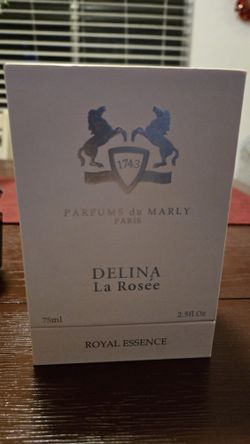 1743
PARFUMS de MARLY
PARIS
DELINA
La Rosée
75ml 2.5fl Oz
ROYAL ESSENCE